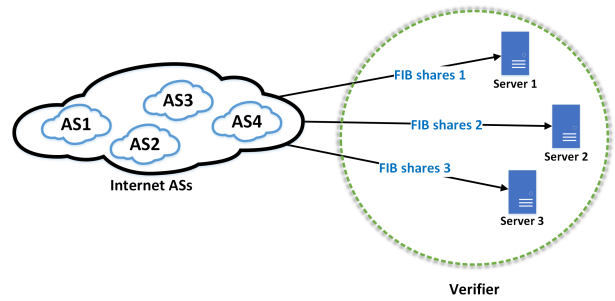 AS1
AS2
AS3
AS4
Internet ASs
FIB shares 1
FIB shares 2
FIB shares 3
Server 1
Server 2
Server 3
Verifier